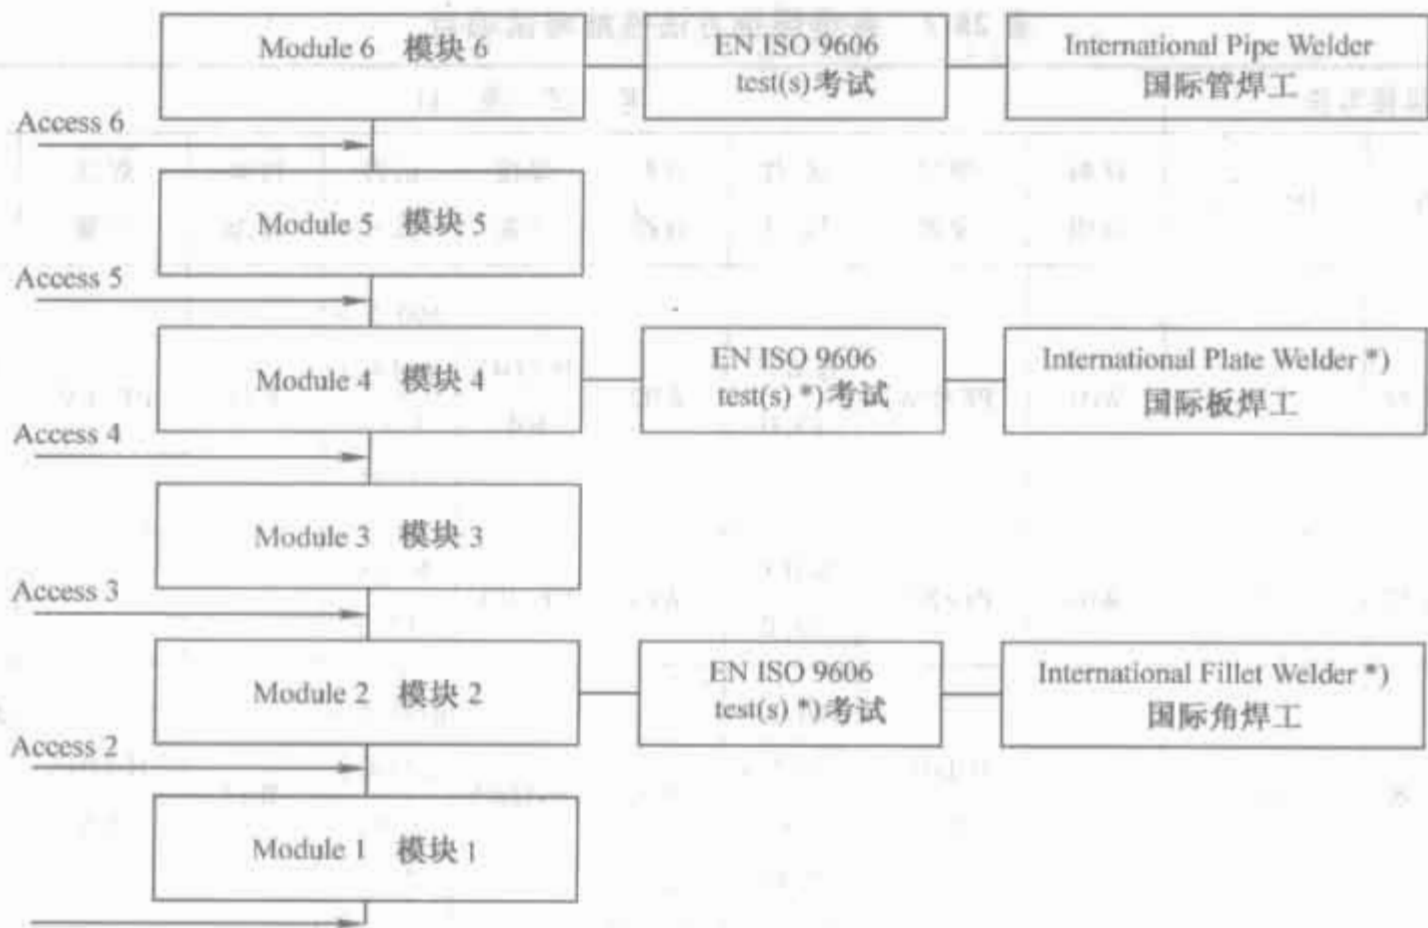 Module 6 模块 6
EN ISO 9606
test(s)考试
International Pipe Welder
国际管焊工
Access 6
Module 5 模块 5
Access 5
Module 4 模块 4
EN ISO 9606
test(s) *)考试
International Plate Welder *)
国际板焊工
Access 4
Module 3 模块 3
Access 3
Module 2 模块 2
EN ISO 9606
test(s) *)考试
International Fillet Welder *)
国际角焊工
Access 2
Module 1 模块 1